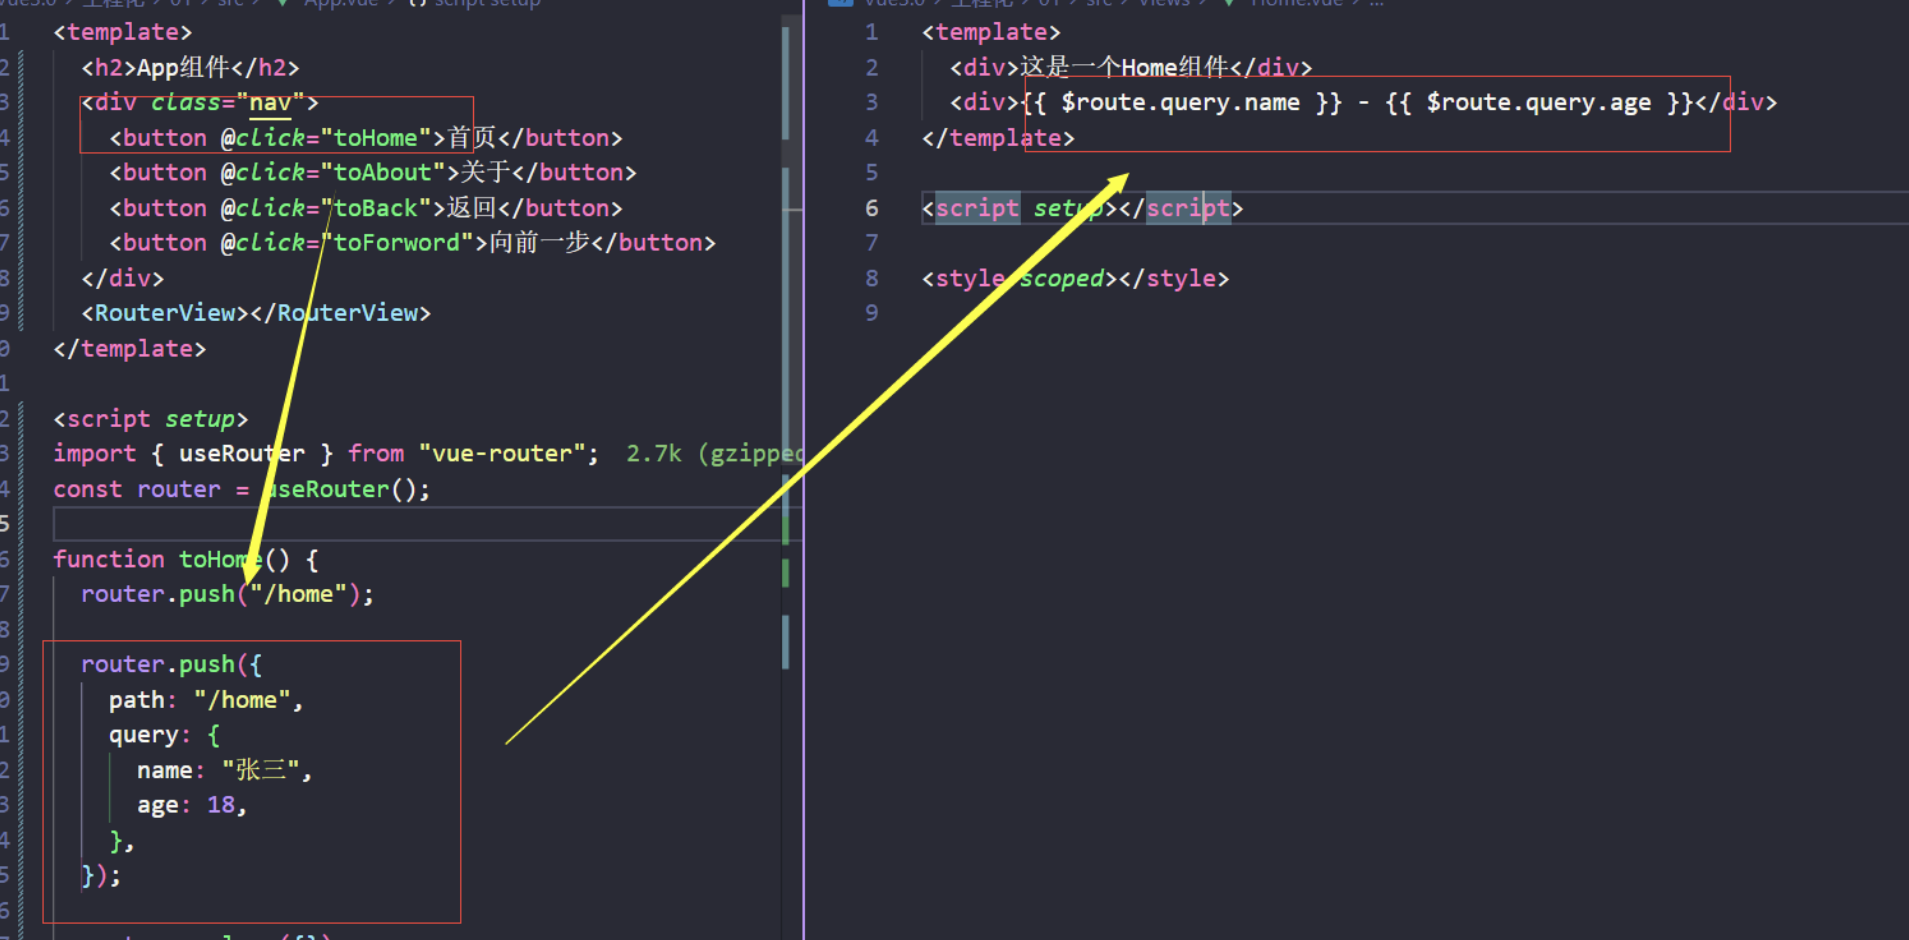 vue3.0 > 工程化 > 01 > src > App.vue > {} script setup
1 <template>
2 <h2>App组件</h2>
3 <div class="nav">
4 <button @click="toHome">首页</button>
5 <button @click="toAbout">关于</button>
6 <button @click="toBack">返回</button>
7 <button @click="toForword">向前一步</button>
8 </div>
9 <RouterView></RouterView>
0 </template>
1
2 <script setup>
3 import { useRouter } from "vue-router"; 2.7k (gzipped
4 const router = useRouter();
5
6 function toHome() {
7 router.push("/home");
8
9 router.push({
0 path: "/home",
1 query: {
2 name: "张三",
3 age: 18,
4 },
5 });
6
vue3.0 > 工程化 > 01 > src > views > Home.vue > ...
1 <template>
2 <div>这是一个Home组件</div>
3 <div>{{ $route.query.name }} - {{ $route.query.age }}</div>
4 </template>
5
6 <script setup></script>
7
8 <style scoped></style>
9